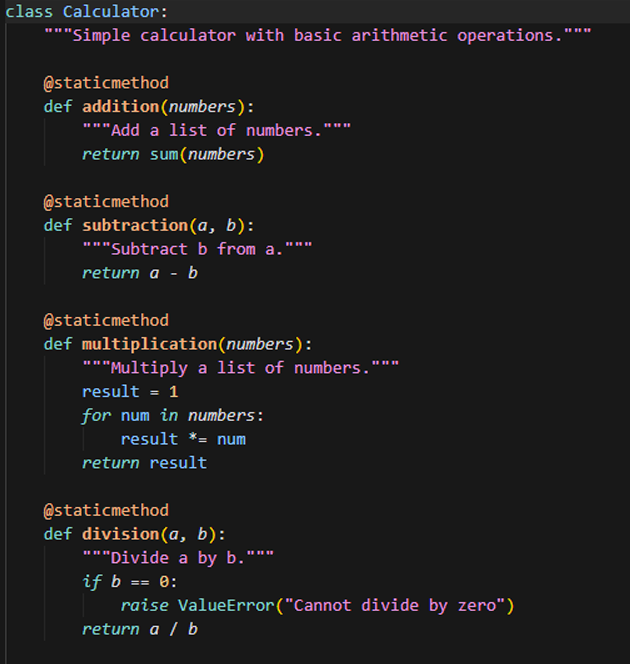 class Calculator:
    """Simple calculator with basic arithmetic operations."""

    @staticmethod
    def addition(numbers):
        """Add a list of numbers."""
        return sum(numbers)

    @staticmethod
    def subtraction(a, b):
        """Subtract b from a."""
        return a - b

    @staticmethod
    def multiplication(numbers):
        """Multiply a list of numbers."""
        result = 1
        for num in numbers:
            result *= num
        return result

    @staticmethod
    def division(a, b):
        """Divide a by b."""
        if b == 0:
            raise ValueError("Cannot divide by zero")
        return a / b